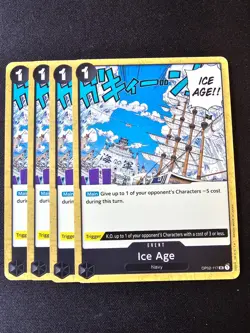 1 1 1 1
ICE
AGE!!
Main Give up to 1 of your opponent's Characters −5 cost
during this turn.
Trigger K.O. up to 1 of your opponent's Characters with a cost of 3 or less.
EVENT
Ice Age
Navy